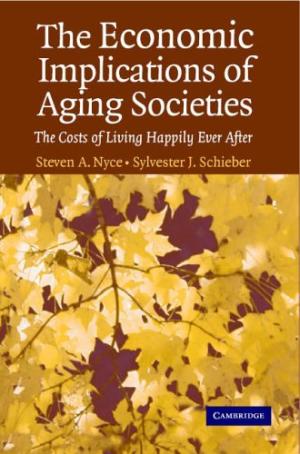 The Economic
Implications of
Aging Societies
The Costs of Living Happily Ever After
Steven A. Nyce • Sylvester J. Schieber
CAMBRIDGE